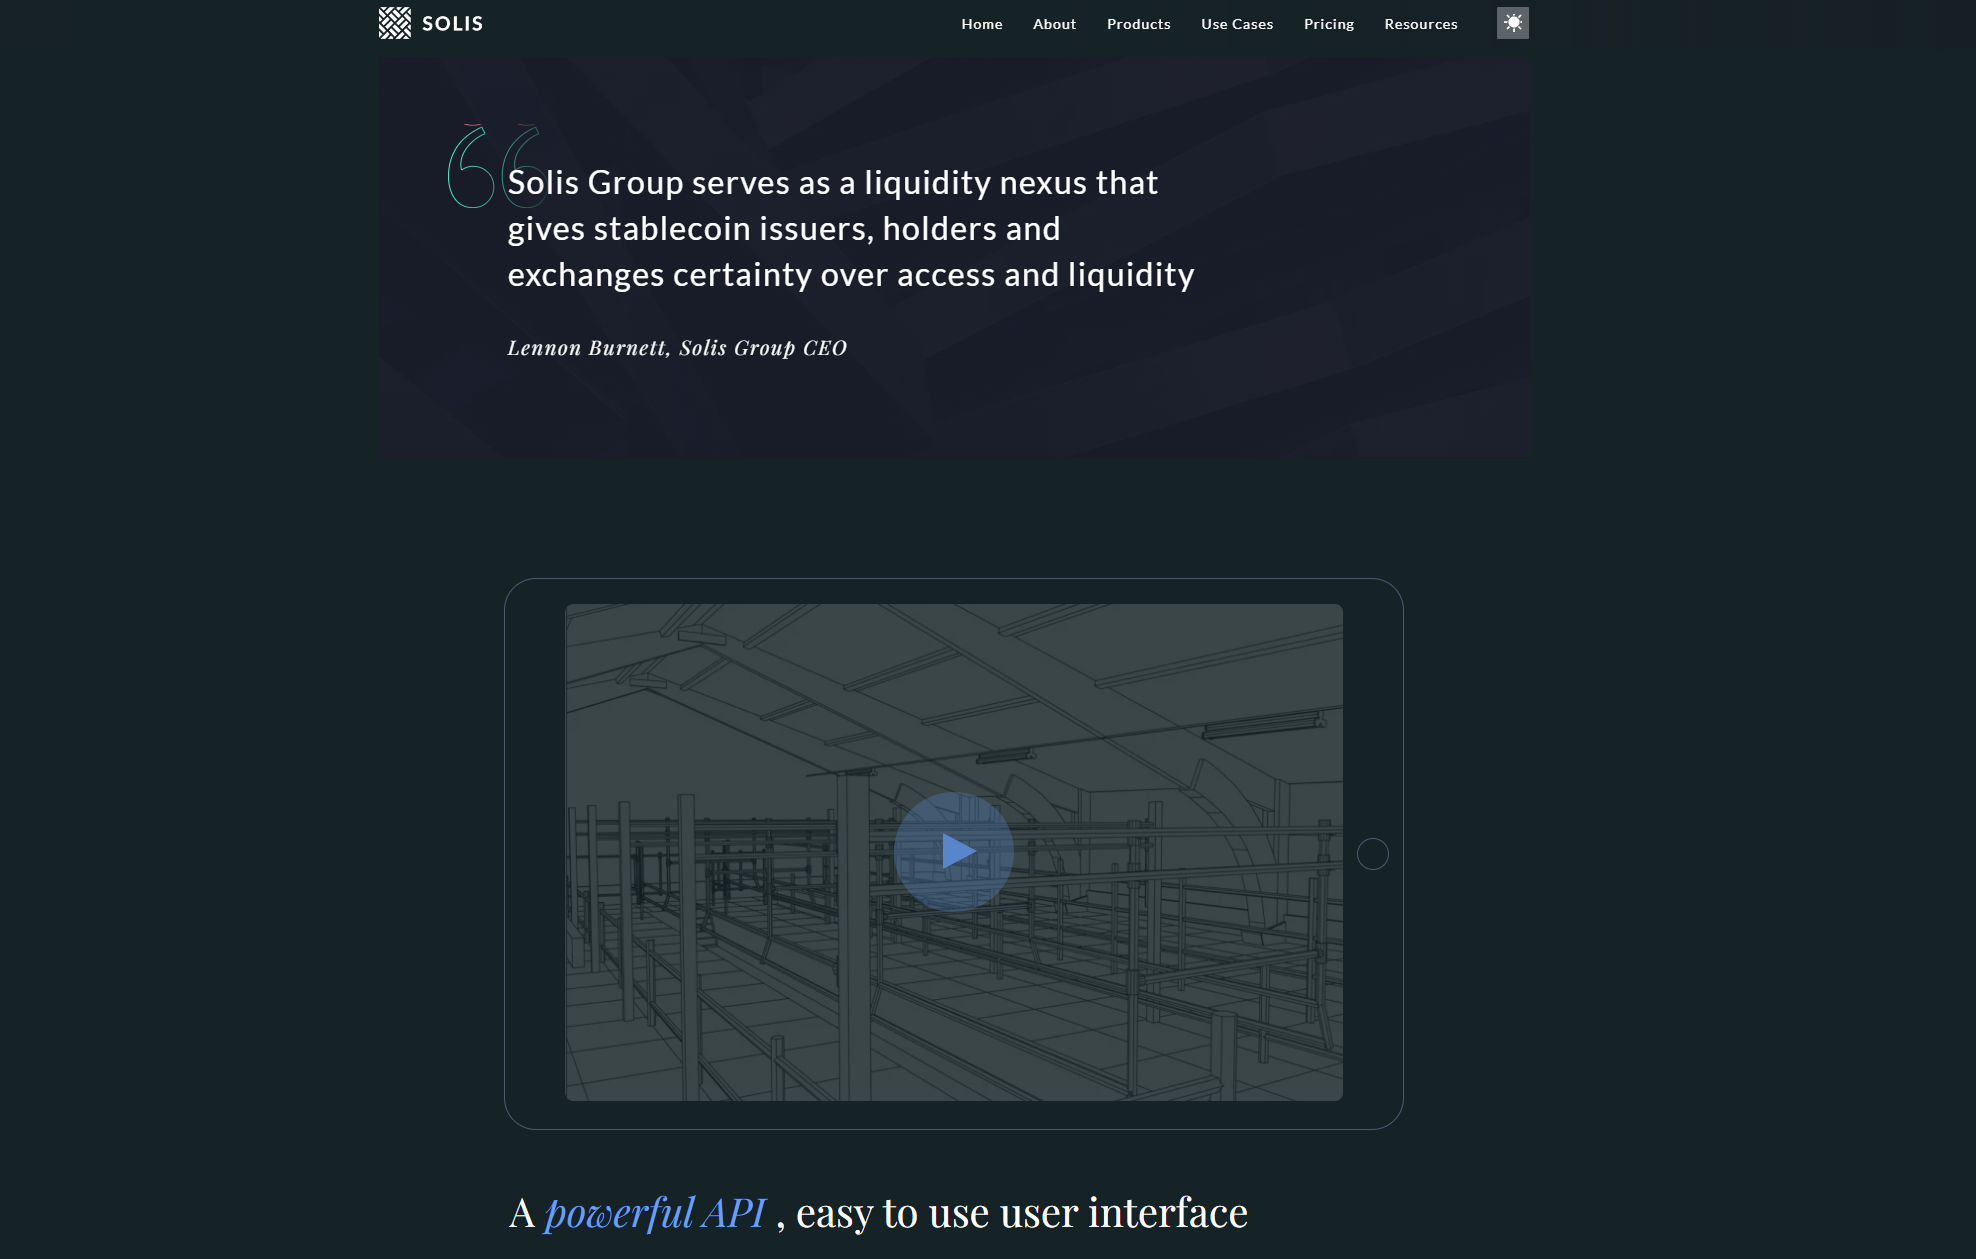 SOLIS
Home About Products Use Cases Pricing Resources
“
Solis Group serves as a liquidity nexus that
gives stablecoin issuers, holders and
exchanges certainty over access and liquidity
Lennon Burnett, Solis Group CEO
A powerful API , easy to use user interface